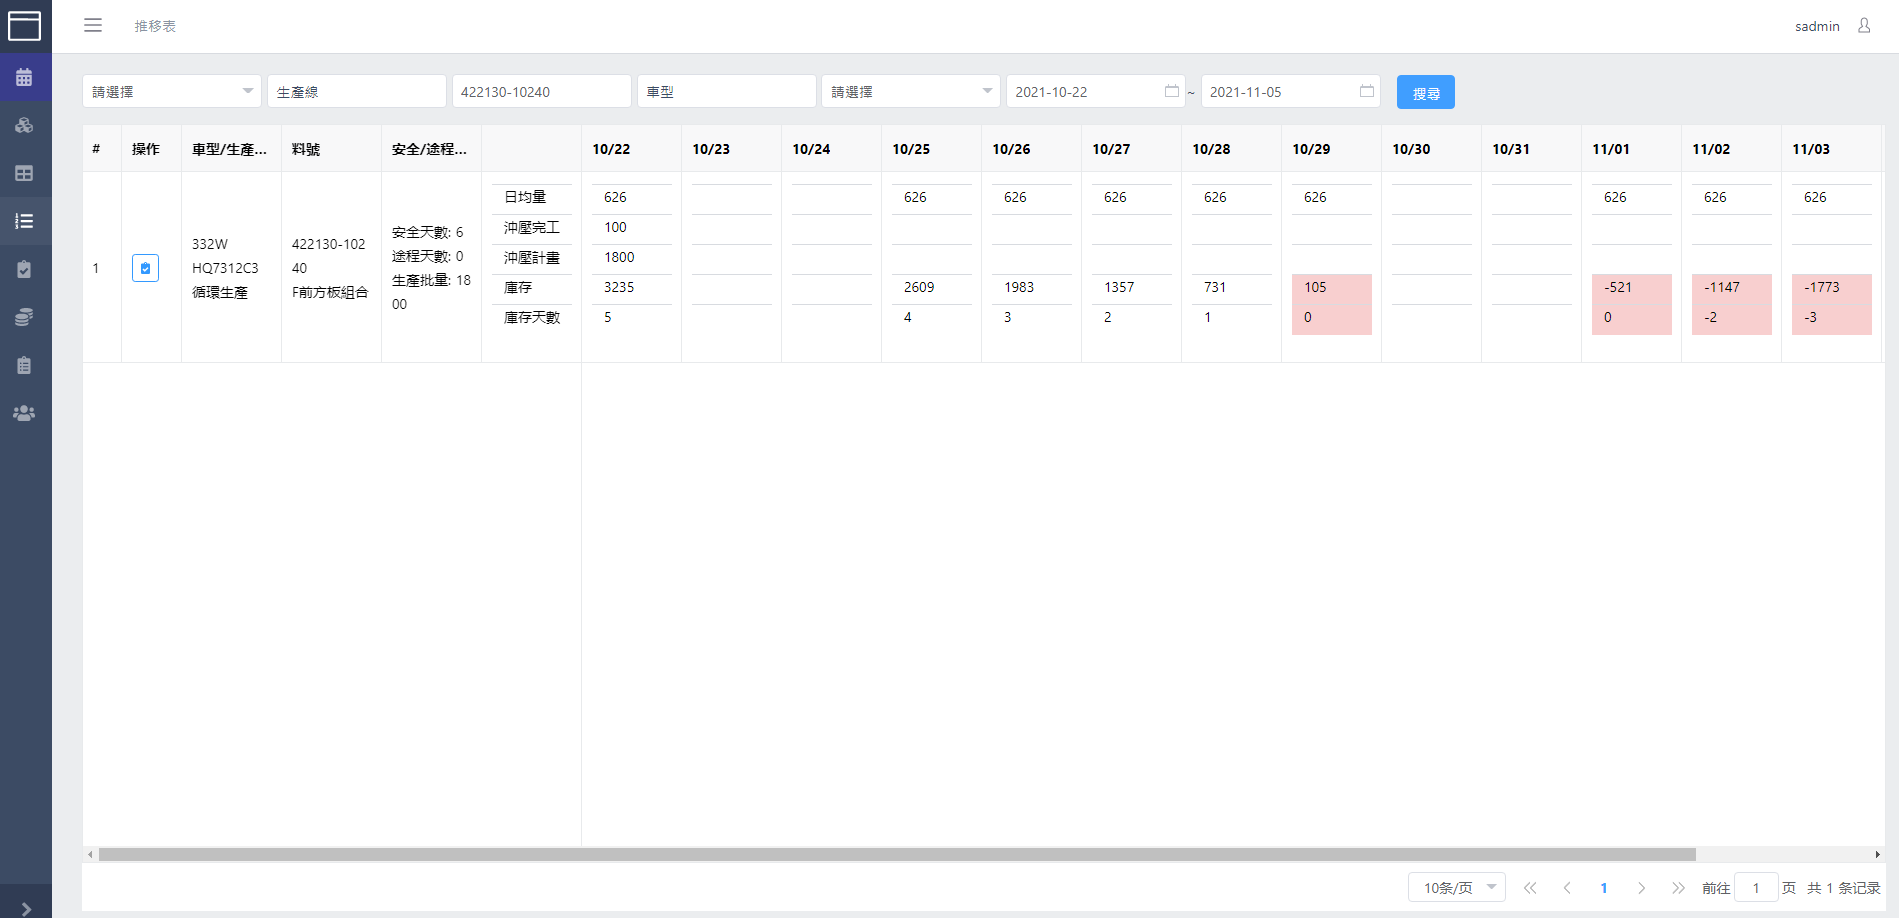 推移表
sadmin
請選擇 生產線 422130-10240 車型 請選擇 2021-10-22 ~ 2021-11-05 搜尋
# 操作 車型/生產... 料號 安全/途程... 10/22 10/23 10/24 10/25 10/26 10/27 10/28 10/29 10/30 10/31 11/01 11/02 11/03
1
332W
HQ7312C3
循環生產
422130-102
40
F前方板組合
安全天數: 6
途程天數: 0
生產批量: 18
00
日均量 626 626 626 626 626 626 626 626 626
沖壓完工 100
沖壓計畫 1800
庫存 3235 2609 1983 1357 731 105 -521 -1147 -1773
庫存天數 5 4 3 2 1 0 0 -2 -3
10条/页 1 前往 1 页 共 1 条记录